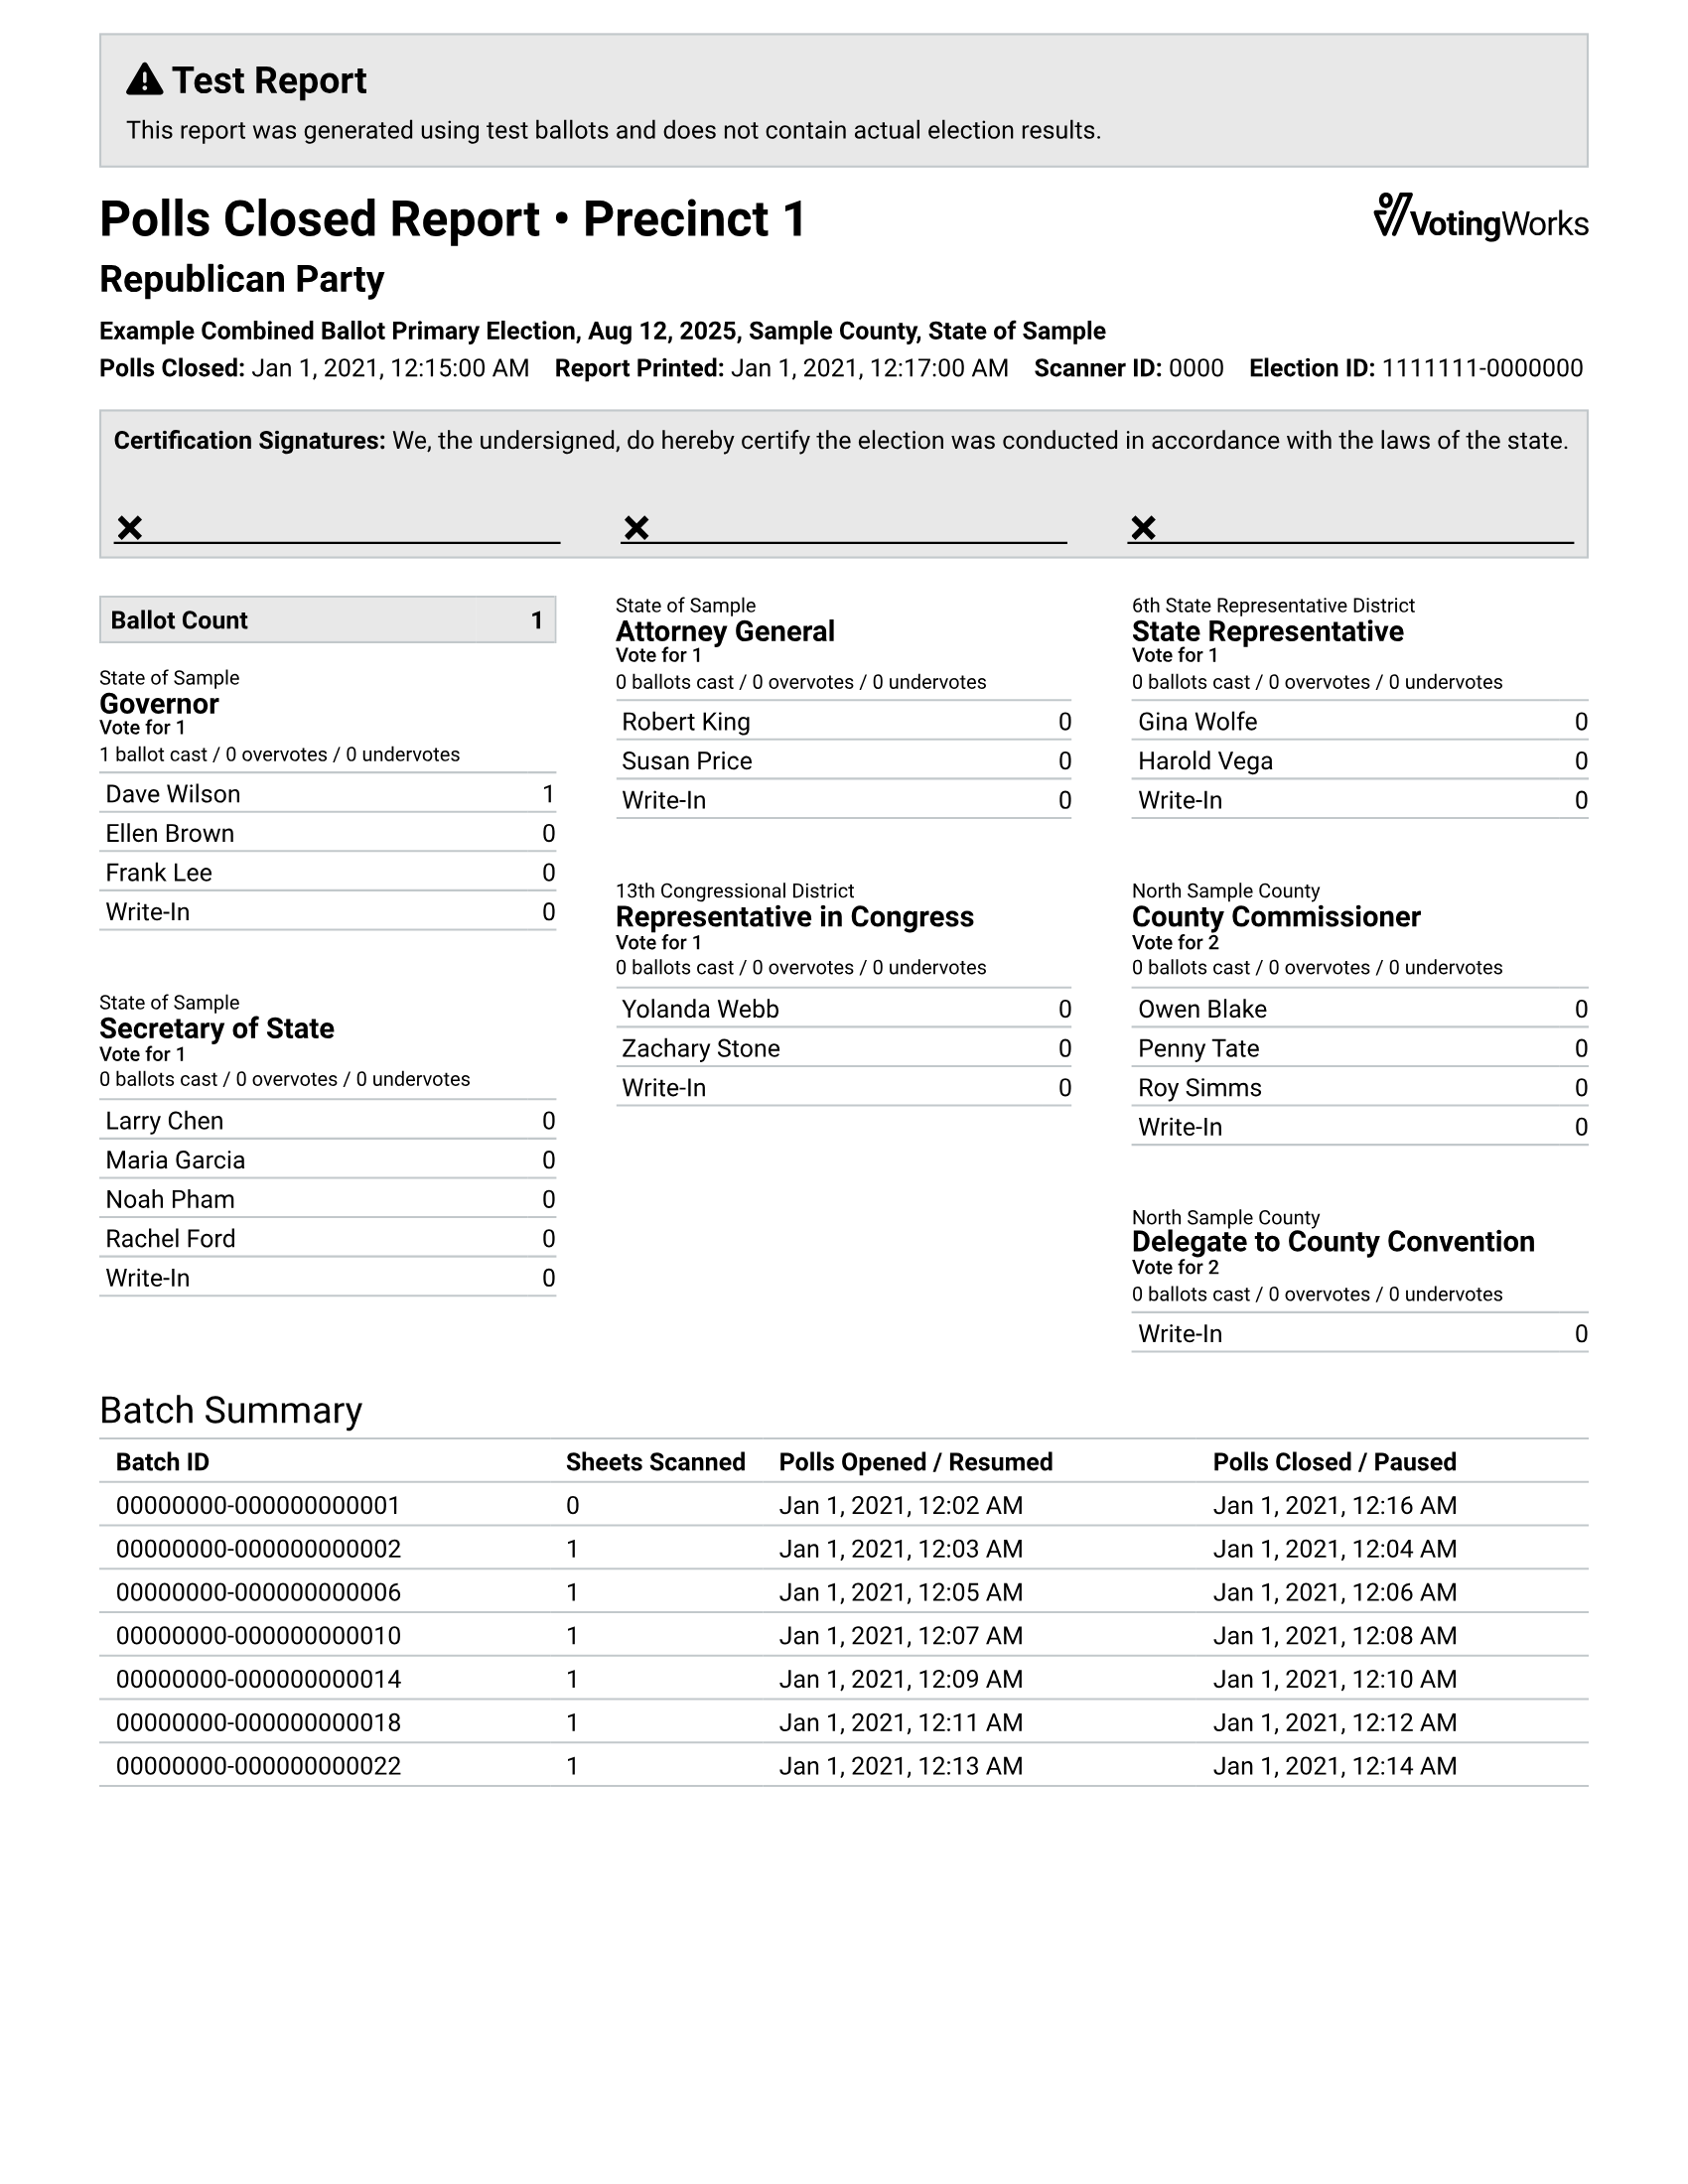 Test Report
This report was generated using test ballots and does not contain actual election results.
Polls Closed Report • Precinct 1
VotingWorks
Republican Party
Example Combined Ballot Primary Election, Aug 12, 2025, Sample County, State of Sample
Polls Closed: Jan 1, 2021, 12:15:00 AM Report Printed: Jan 1, 2021, 12:17:00 AM Scanner ID: 0000 Election ID: 1111111-0000000
Certification Signatures: We, the undersigned, do hereby certify the election was conducted in accordance with the laws of the state.
Ballot Count 1
State of Sample
Governor
Vote for 1
1 ballot cast / 0 overvotes / 0 undervotes
Dave Wilson 1
Ellen Brown 0
Frank Lee 0
Write-In 0
State of Sample
Secretary of State
Vote for 1
0 ballots cast / 0 overvotes / 0 undervotes
Larry Chen 0
Maria Garcia 0
Noah Pham 0
Rachel Ford 0
Write-In 0
State of Sample
Attorney General
Vote for 1
0 ballots cast / 0 overvotes / 0 undervotes
Robert King 0
Susan Price 0
Write-In 0
13th Congressional District
Representative in Congress
Vote for 1
0 ballots cast / 0 overvotes / 0 undervotes
Yolanda Webb 0
Zachary Stone 0
Write-In 0
6th State Representative District
State Representative
Vote for 1
0 ballots cast / 0 overvotes / 0 undervotes
Gina Wolfe 0
Harold Vega 0
Write-In 0
North Sample County
County Commissioner
Vote for 2
0 ballots cast / 0 overvotes / 0 undervotes
Owen Blake 0
Penny Tate 0
Roy Simms 0
Write-In 0
North Sample County
Delegate to County Convention
Vote for 2
0 ballots cast / 0 overvotes / 0 undervotes
Write-In 0
Batch Summary
Batch ID Sheets Scanned Polls Opened / Resumed Polls Closed / Paused
00000000-000000000001 0 Jan 1, 2021, 12:02 AM Jan 1, 2021, 12:16 AM
00000000-000000000002 1 Jan 1, 2021, 12:03 AM Jan 1, 2021, 12:04 AM
00000000-000000000006 1 Jan 1, 2021, 12:05 AM Jan 1, 2021, 12:06 AM
00000000-000000000010 1 Jan 1, 2021, 12:07 AM Jan 1, 2021, 12:08 AM
00000000-000000000014 1 Jan 1, 2021, 12:09 AM Jan 1, 2021, 12:10 AM
00000000-000000000018 1 Jan 1, 2021, 12:11 AM Jan 1, 2021, 12:12 AM
00000000-000000000022 1 Jan 1, 2021, 12:13 AM Jan 1, 2021, 12:14 AM